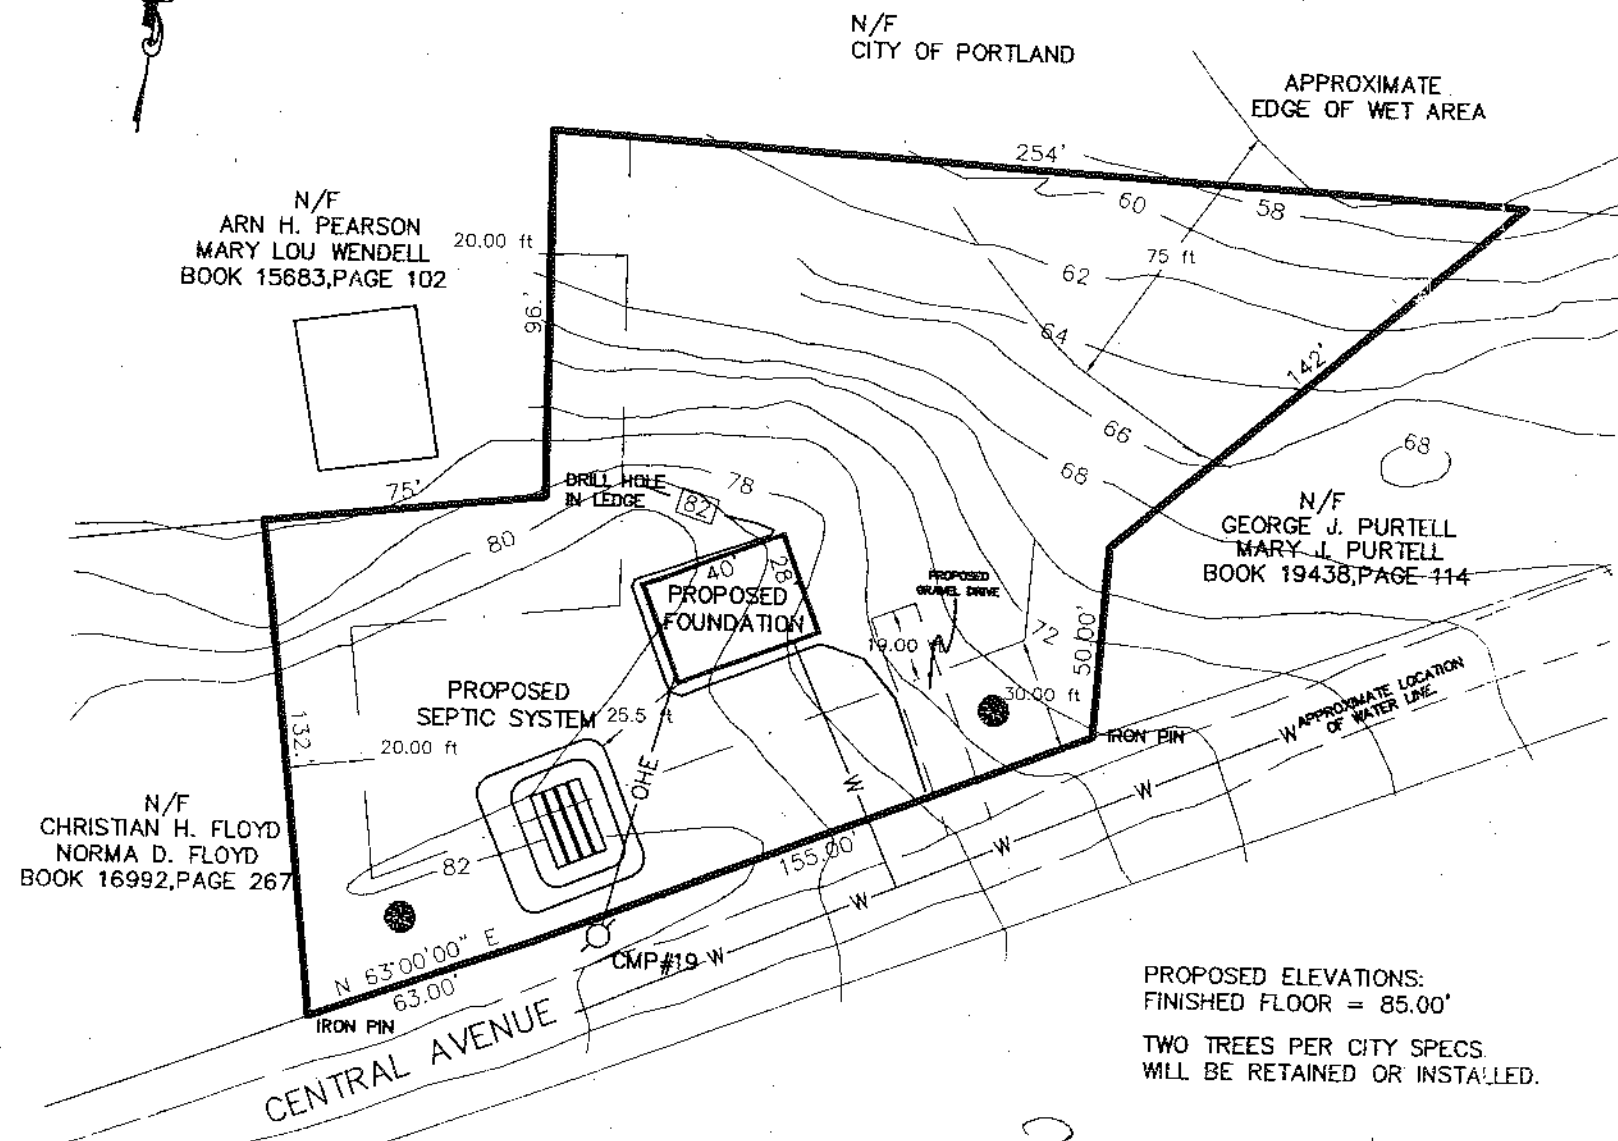 N/F
CITY OF PORTLAND
APPROXIMATE
EDGE OF WET AREA
254'
N/F
ARN H. PEARSON
MARY LOU WENDELL
BOOK 15683,PAGE 102
20.00 ft
96.'
60
58
62
75 ft
64
142'
66
68
68
75'
DRILL HOLE
IN LEDGE
82
78
80
N/F
GEORGE J. PURTELL
MARY J. PURTELL
BOOK 19438,PAGE 114
40'
28'
PROPOSED
FOUNDATION
PROPOSED
GRAVEL DRIVE
19.00
72
50.00'
30.00 ft
PROPOSED
SEPTIC SYSTEM
25.5 ft
132.'
20.00 ft
OHE
W
IRON PIN
W
APPROXIMATE LOCATION
OF WATER LINE
W
W
W
W
N/F
CHRISTIAN H. FLOYD
NORMA D. FLOYD
BOOK 16992,PAGE 267
82
155.00'
N 63°00'00" E
63.00'
CMP#19
IRON PIN
CENTRAL AVENUE
PROPOSED ELEVATIONS:
FINISHED FLOOR = 85.00'
TWO TREES PER CITY SPECS.
WILL BE RETAINED OR INSTALLED.